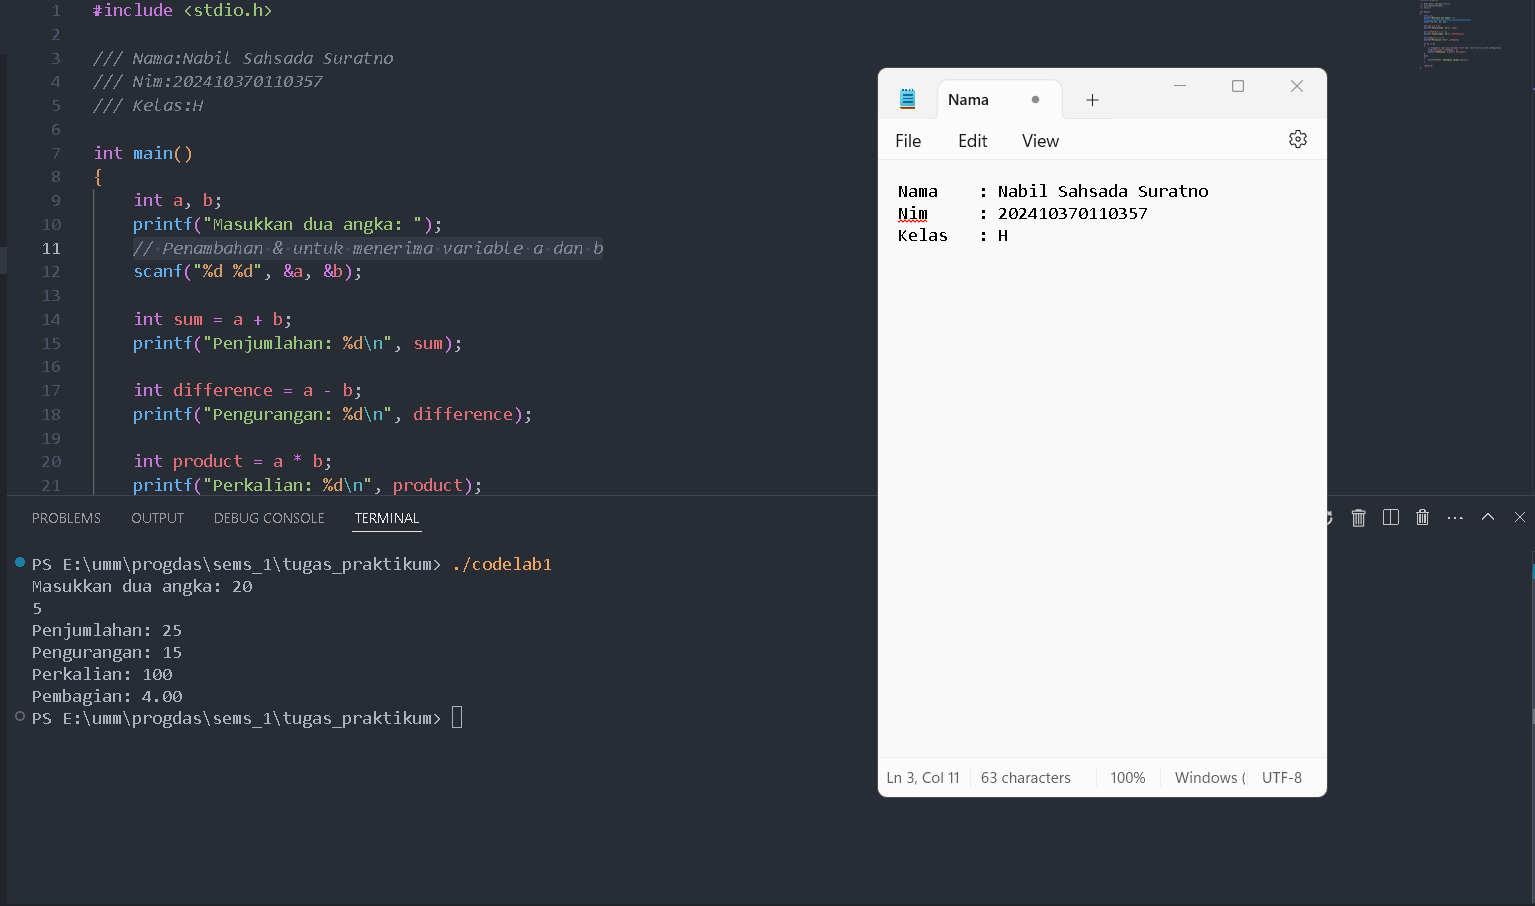 1 #include <stdio.h>
2
3 /// Nama:Nabil Sahsada Suratno
4 /// Nim:202410370110357
5 /// Kelas:H
6
7 int main()
8 {
9 int a, b;
10 printf("Masukkan dua angka: ");
11 // Penambahan & untuk menerima variable a dan b
12 scanf("%d %d", &a, &b);
13
14 int sum = a + b;
15 printf("Penjumlahan: %d\n", sum);
16
17 int difference = a - b;
18 printf("Pengurangan: %d\n", difference);
19
20 int product = a * b;
21 printf("Perkalian: %d\n", product);
PROBLEMS OUTPUT DEBUG CONSOLE TERMINAL
PS E:\umm\progdas\sems_1\tugas_praktikum> ./codelab1
Masukkan dua angka: 20
5
Penjumlahan: 25
Pengurangan: 15
Perkalian: 100
Pembagian: 4.00
PS E:\umm\progdas\sems_1\tugas_praktikum>
Nama
File Edit View
Nama : Nabil Sahsada Suratno
Nim : 202410370110357
Kelas : H
Ln 3, Col 11 63 characters 100% Windows ( UTF-8